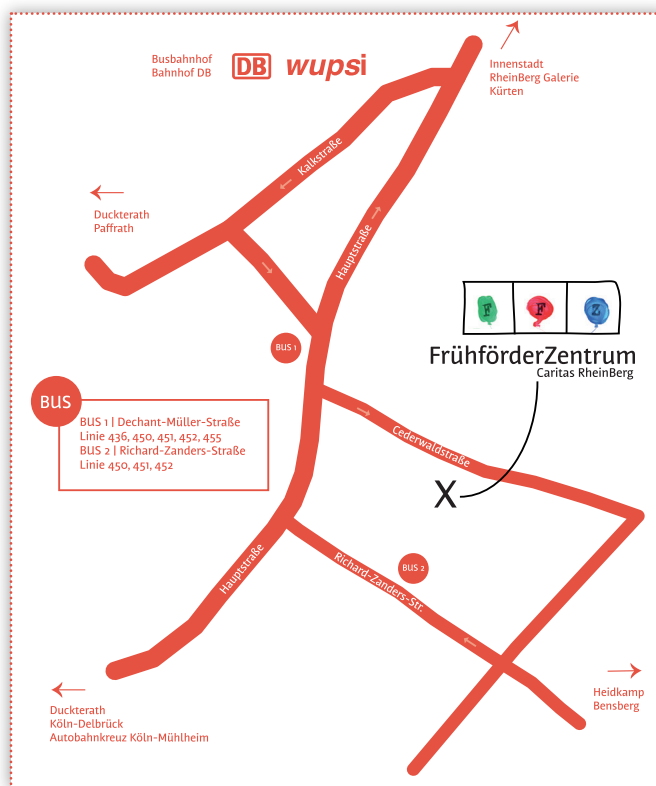 Busbahnhof
Bahnhof DB
DB
wupsi
Innenstadt
RheinBerg Galerie
Kürten
Kalkstraße
Duckterath
Paffrath
Hauptstraße
F F Z
FrühförderZentrum
Caritas RheinBerg
BUS 1
BUS
BUS 1 | Dechant-Müller-Straße
Linie 436, 450, 451, 452, 455
BUS 2 | Richard-Zanders-Straße
Linie 450, 451, 452
Cederwaldstraße
X
Hauptstraße
BUS 2
Richard-Zanders-Str.
Heidkamp
Bensberg
Duckterath
Köln-Delbrück
Autobahnkreuz Köln-Mühlheim